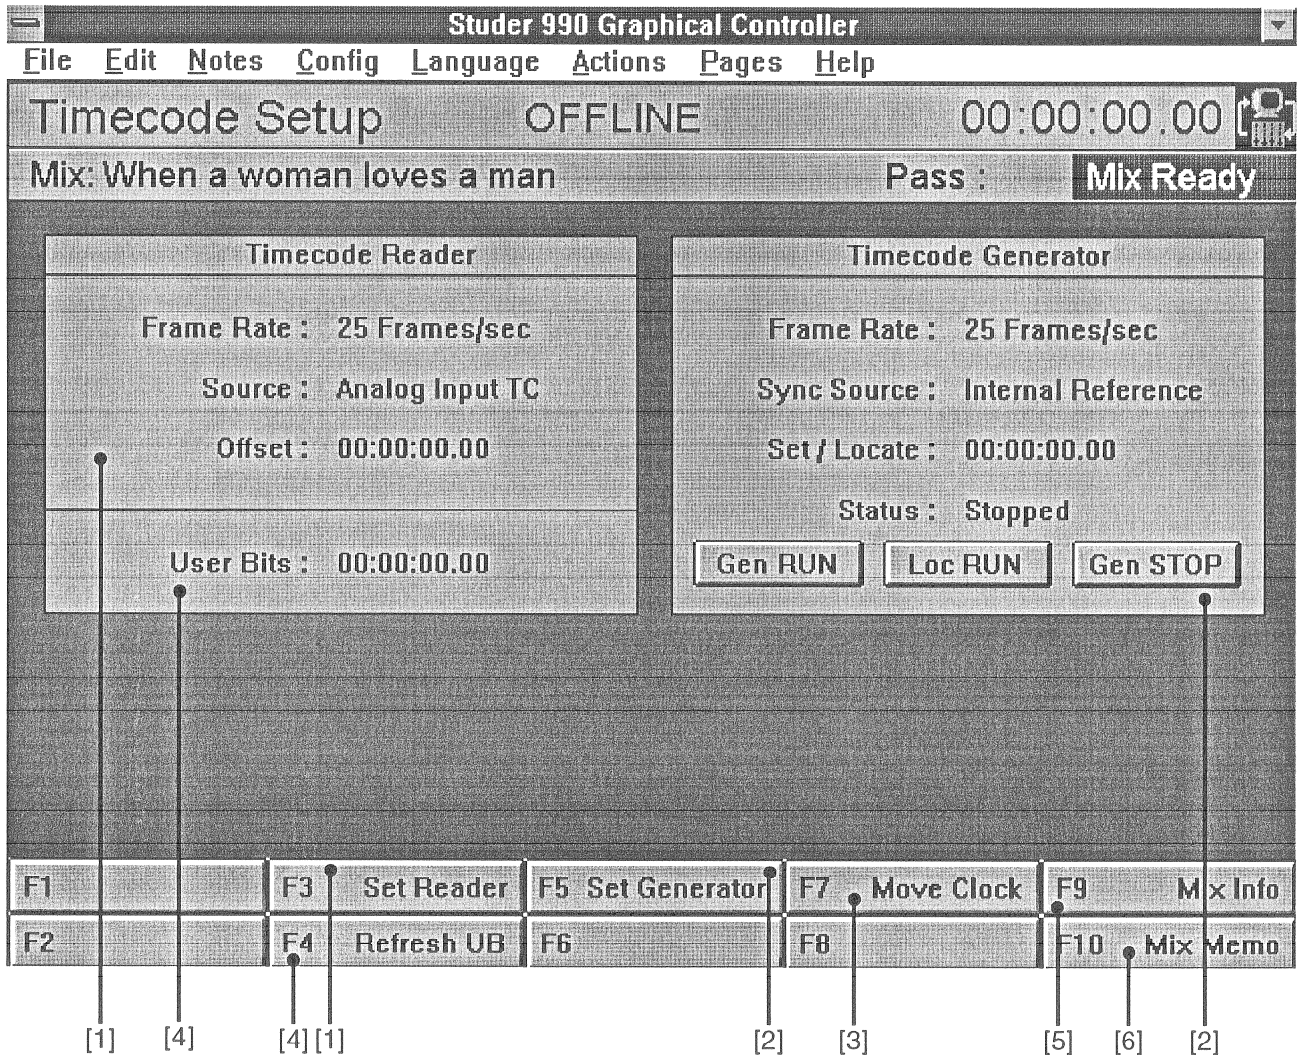 Studer 990 Graphical Controller
File Edit Notes Config Language Actions Pages Help
Timecode Setup OFFLINE 00:00:00.00
Mix: When a woman loves a man Pass : Mix Ready
Timecode Reader
Frame Rate : 25 Frames/sec
Source : Analog Input TC
Offset : 00:00:00.00
User Bits : 00:00:00.00
Timecode Generator
Frame Rate : 25 Frames/sec
Sync Source : Internal Reference
Set / Locate : 00:00:00.00
Status : Stopped
Gen RUN Loc RUN Gen STOP
F1 F3 Set Reader F5 Set Generator F7 Move Clock F9 Mix Info
F2 F4 Refresh UB F6 F8 F10 Mix Memo
[1] [4] [4] [1] [2] [3] [5] [6] [2]